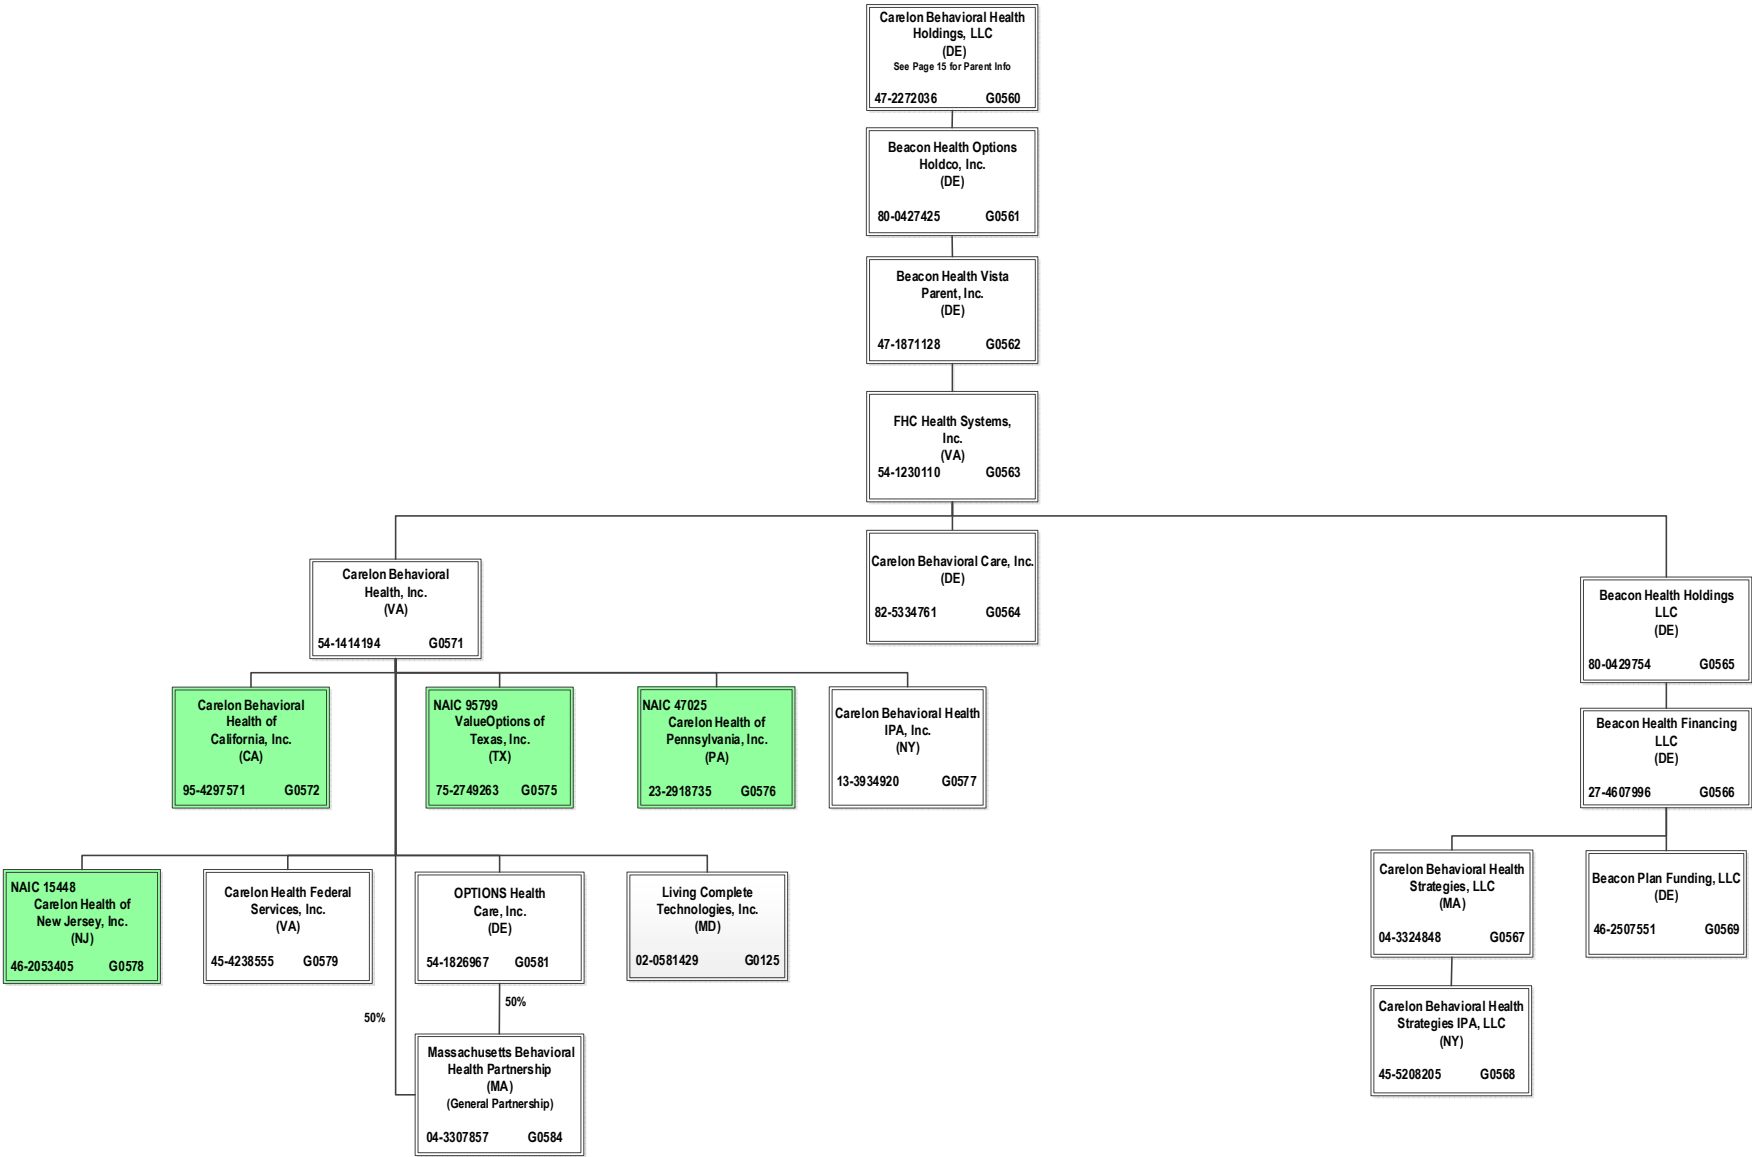 Carelon Behavioral Health
Holdings, LLC
(DE)
See Page 15 for Parent Info
47-2272036 G0560
Beacon Health Options
Holdco, Inc.
(DE)
80-0427425 G0561
Beacon Health Vista
Parent, Inc.
(DE)
47-1871128 G0562
FHC Health Systems,
Inc.
(VA)
54-1230110 G0563
Carelon Behavioral
Health, Inc.
(VA)
54-1414194 G0571
Carelon Behavioral Care, Inc.
(DE)
82-5334761 G0564
Beacon Health Holdings
LLC
(DE)
80-0429754 G0565
Carelon Behavioral
Health of
California, Inc.
(CA)
95-4297571 G0572
NAIC 95799
ValueOptions of
Texas, Inc.
(TX)
75-2749263 G0575
NAIC 47025
Carelon Health of
Pennsylvania, Inc.
(PA)
23-2918735 G0576
Carelon Behavioral Health
IPA, Inc.
(NY)
13-3934920 G0577
Beacon Health Financing
LLC
(DE)
27-4607996 G0566
NAIC 15448
Carelon Health of
New Jersey, Inc.
(NJ)
46-2053405 G0578
Carelon Health Federal
Services, Inc.
(VA)
45-4238555 G0579
OPTIONS Health
Care, Inc.
(DE)
54-1826967 G0581
Living Complete
Technologies, Inc.
(MD)
02-0581429 G0125
Carelon Behavioral Health
Strategies, LLC
(MA)
04-3324848 G0567
Beacon Plan Funding, LLC
(DE)
46-2507551 G0569
50%
50%
Massachusetts Behavioral
Health Partnership
(MA)
(General Partnership)
04-3307857 G0584
Carelon Behavioral Health
Strategies IPA, LLC
(NY)
45-5208205 G0568